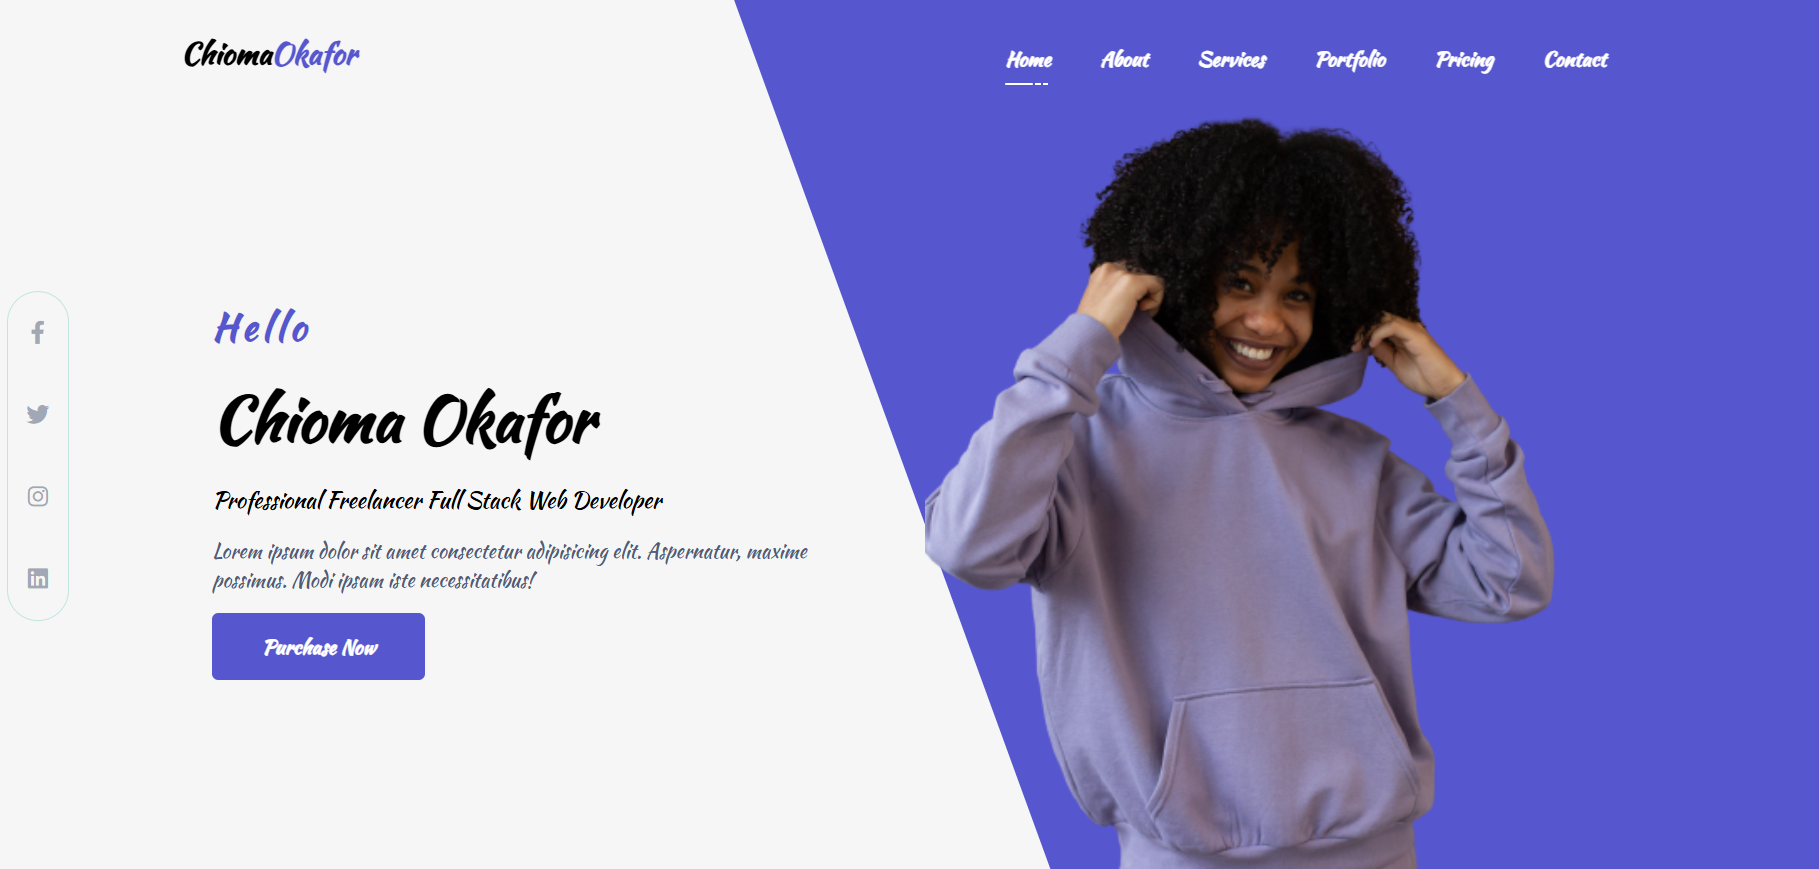 ChiomaOkafor
Home About Services Portfolio Pricing Contact
Hello
Chioma Okafor
Professional Freelancer Full Stack Web Developer
Lorem ipsum dolor sit amet consectetur adipisicing elit. Aspernatur, maxime
possimus. Modi ipsam iste necessitatibus!
Purchase Now